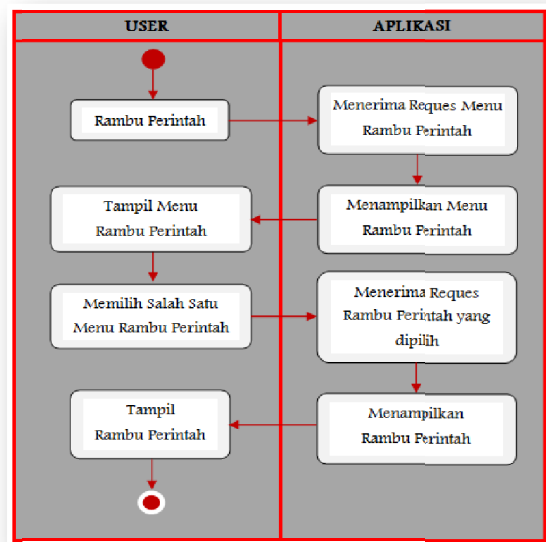 USER
APLIKASI
Rambu Perintah
Menerima Reques Menu
Rambu Perintah
Menampilkan Menu
Rambu Perintah
Tampil Menu
Rambu Perintah
Memilih Salah Satu
Menu Rambu Perintah
Menerima Reques
Rambu Perintah yang
dipilih
Menampilkan
Rambu Perintah
Tampil
Rambu Perintah